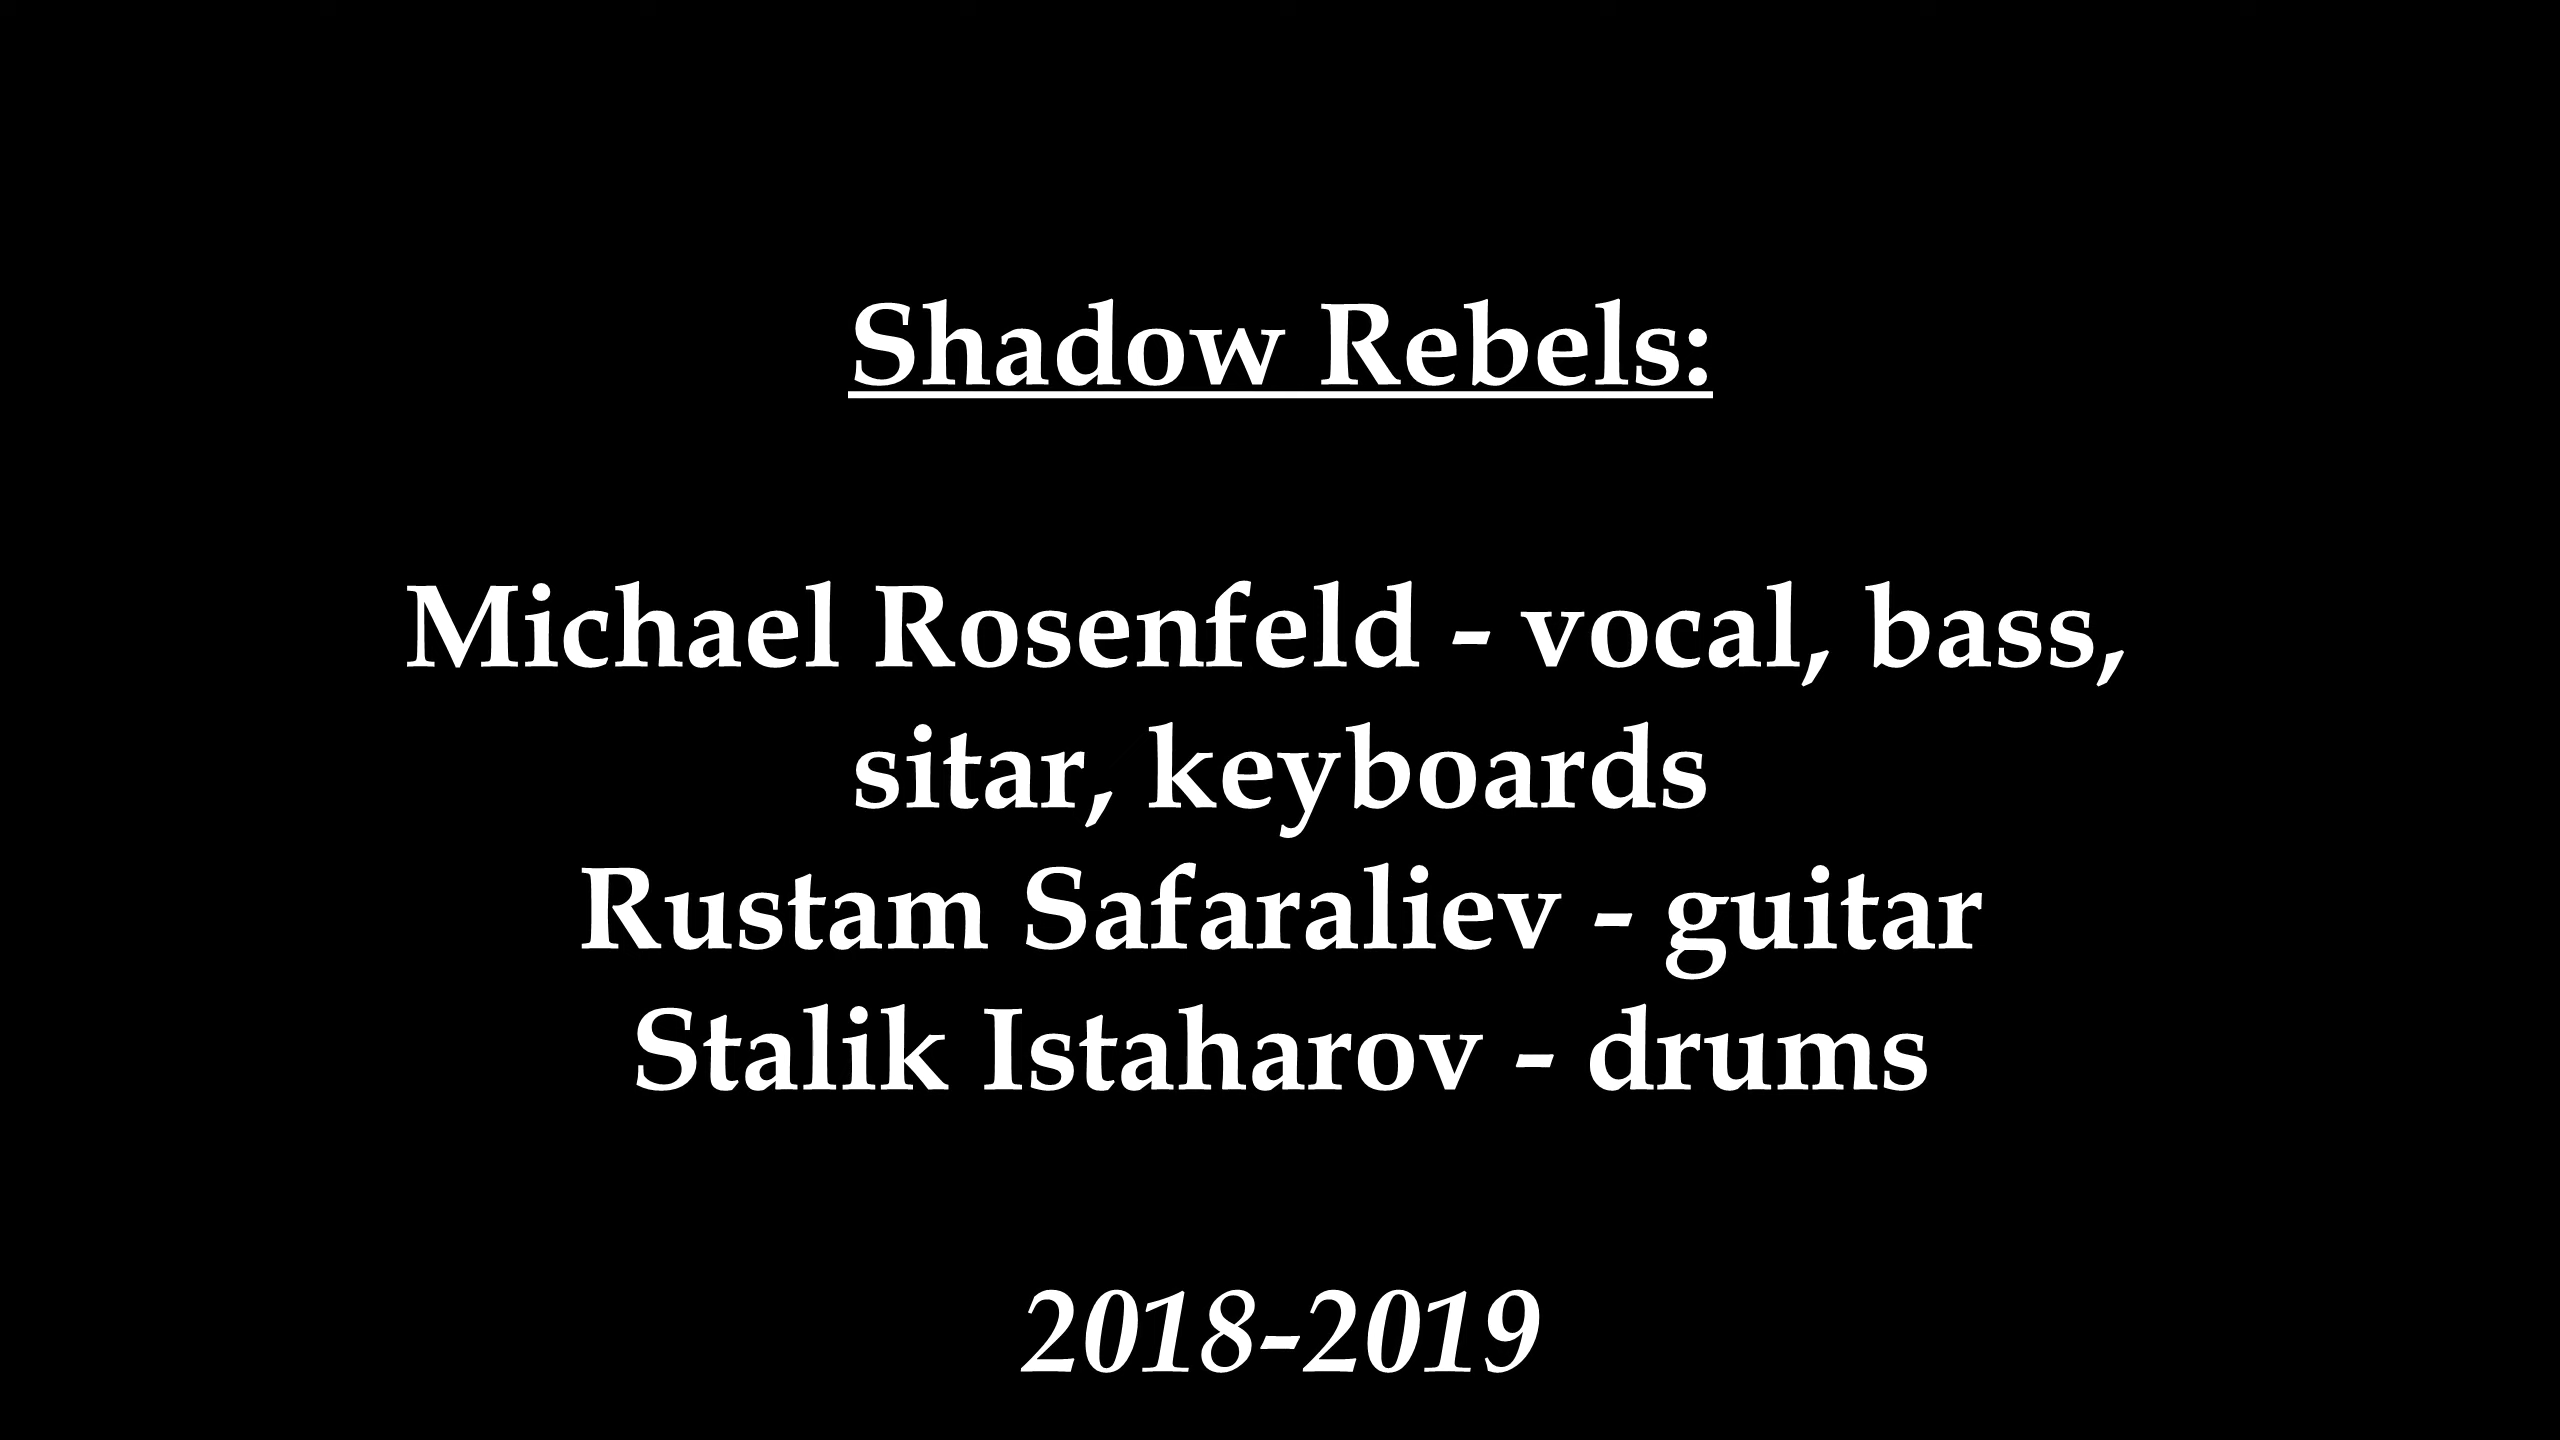 Shadow Rebels:
Michael Rosenfeld - vocal, bass,
sitar, keyboards
Rustam Safaraliev - guitar
Stalik Istaharov - drums
2018-2019